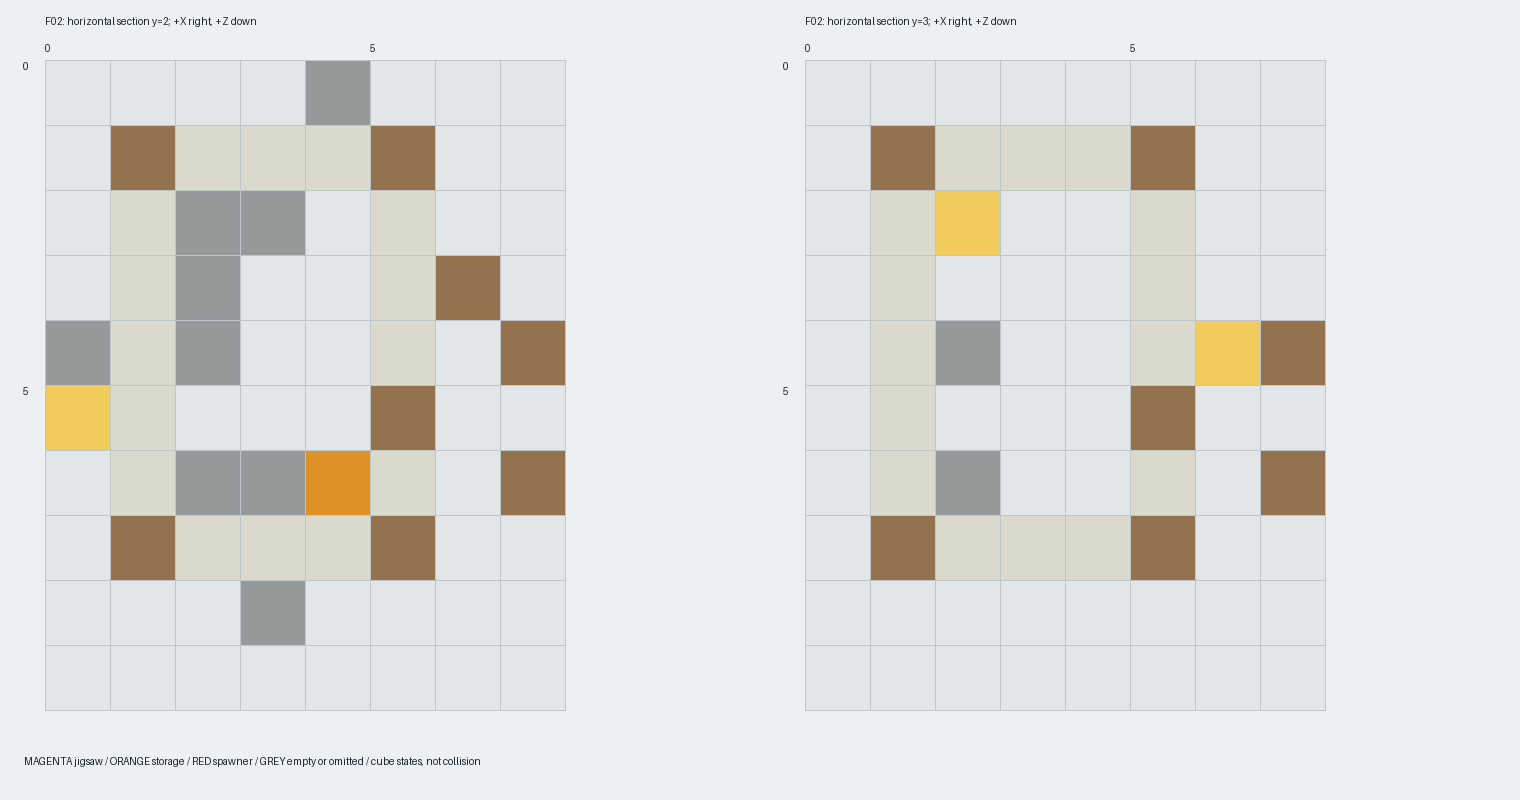 F02: horizontal section y=2; +X right, +Z down
0 5
0
5
F02: horizontal section y=3; +X right, +Z down
0 5
0
5
MAGENTA jigsaw / ORANGE storage / RED spawner / GREY empty or omitted / cube states, not collision